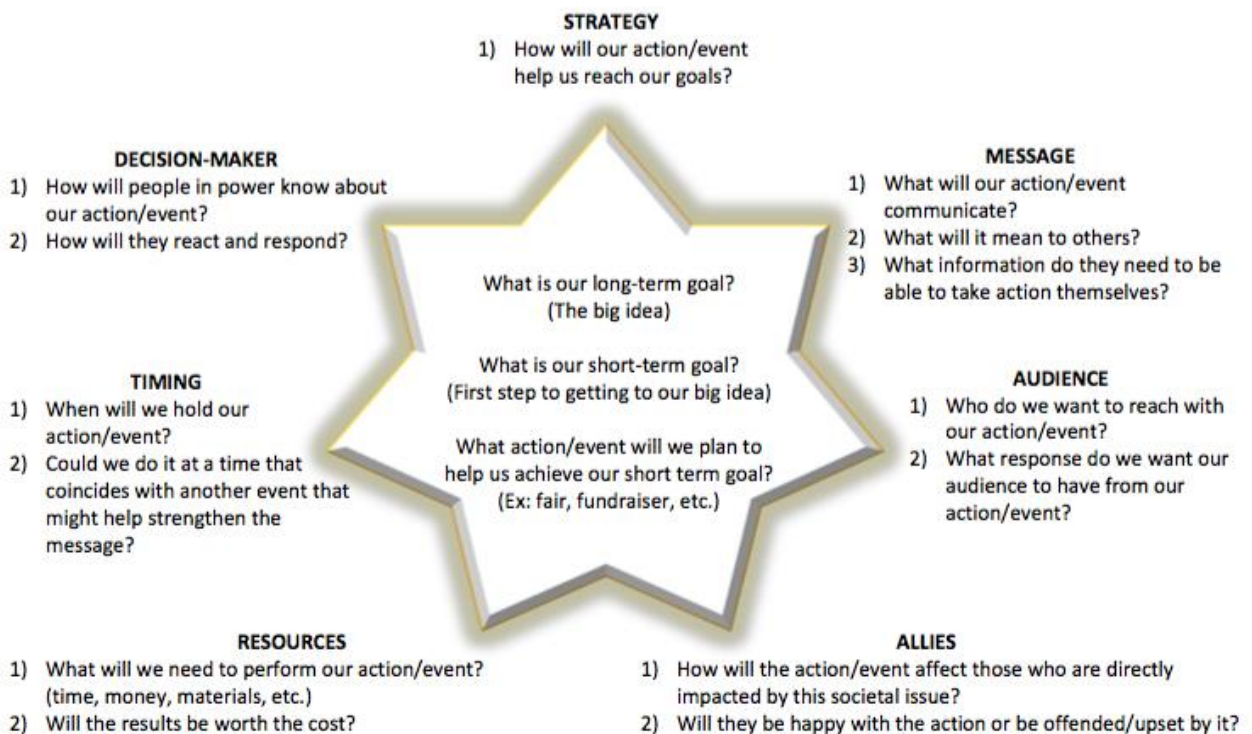 STRATEGY
1) How will our action/event
help us reach our goals?
DECISION-MAKER
1) How will people in power know about
our action/event?
2) How will they react and respond?
MESSAGE
1) What will our action/event
communicate?
2) What will it mean to others?
3) What information do they need to be
able to take action themselves?
What is our long-term goal?
(The big idea)
What is our short-term goal?
(First step to getting to our big idea)
What action/event will we plan to
help us achieve our short term goal?
(Ex: fair, fundraiser, etc.)
TIMING
1) When will we hold our
action/event?
2) Could we do it at a time that
coincides with another event that
might help strengthen the
message?
AUDIENCE
1) Who do we want to reach with
our action/event?
2) What response do we want our
audience to have from our
action/event?
RESOURCES
1) What will we need to perform our action/event?
(time, money, materials, etc.)
2) Will the results be worth the cost?
ALLIES
1) How will the action/event affect those who are directly
impacted by this societal issue?
2) Will they be happy with the action or be offended/upset by it?